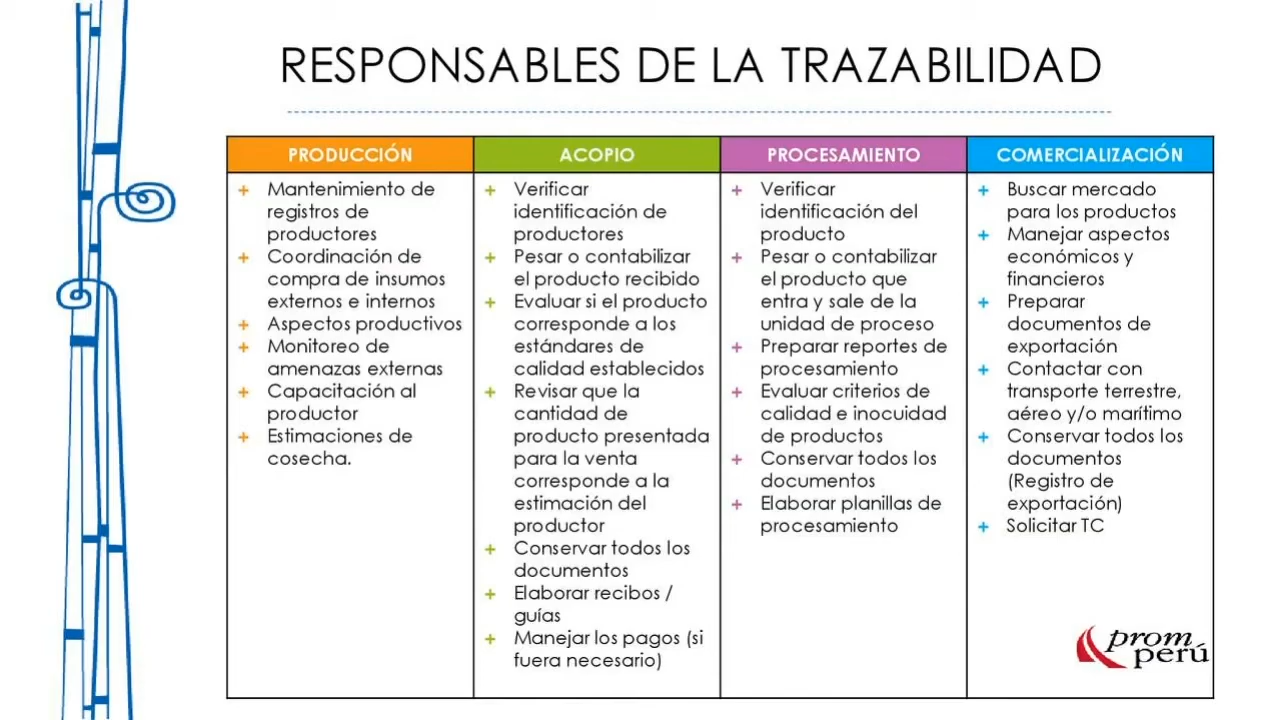 RESPONSABLES DE LA TRAZABILIDAD
PRODUCCIÓN
+ Mantenimiento de
registros de
productores
+ Coordinación de
compra de insumos
externos e internos
+ Aspectos productivos
+ Monitoreo de
amenazas externas
+ Capacitación al
productor
+ Estimaciones de
cosecha.
ACOPIO
+ Verificar
identificación de
productores
+ Pesar o contabilizar
el producto recibido
+ Evaluar si el producto
corresponde a los
estándares de
calidad establecidos
+ Revisar que la
cantidad de
producto presentada
para la venta
corresponde a la
estimación del
productor
+ Conservar todos los
documentos
+ Elaborar recibos /
guías
+ Manejar los pagos (si
fuera necesario)
PROCESAMIENTO
+ Verificar
identificación del
producto
+ Pesar o contabilizar
el producto que
entra y sale de la
unidad de proceso
+ Preparar reportes de
procesamiento
+ Evaluar criterios de
calidad e inocuidad
de productos
+ Conservar todos los
documentos
+ Elaborar planillas de
procesamiento
COMERCIALIZACIÓN
+ Buscar mercado
para los productos
+ Manejar aspectos
económicos y
financieros
+ Preparar
documentos de
exportación
+ Contactar con
transporte terrestre,
aéreo y/o marítimo
+ Conservar todos los
documentos
(Registro de
exportación)
+ Solicitar TC
prom
perú